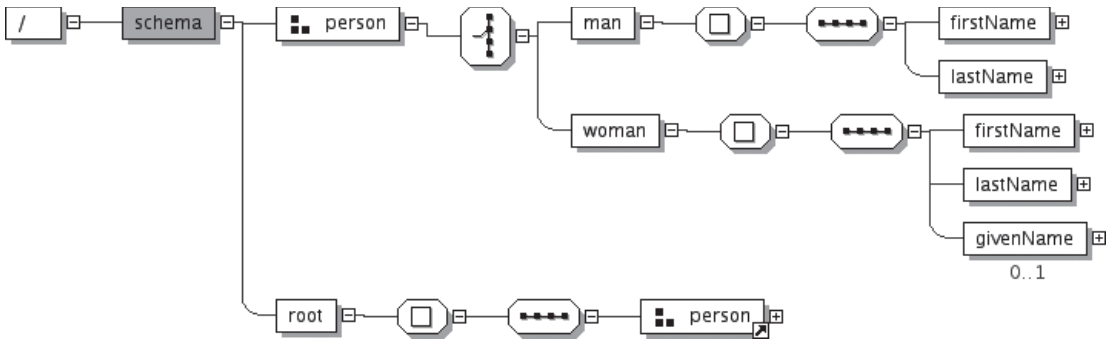 /
schema
person
man
firstName
lastName
woman
firstName
lastName
givenName
0..1
root
person